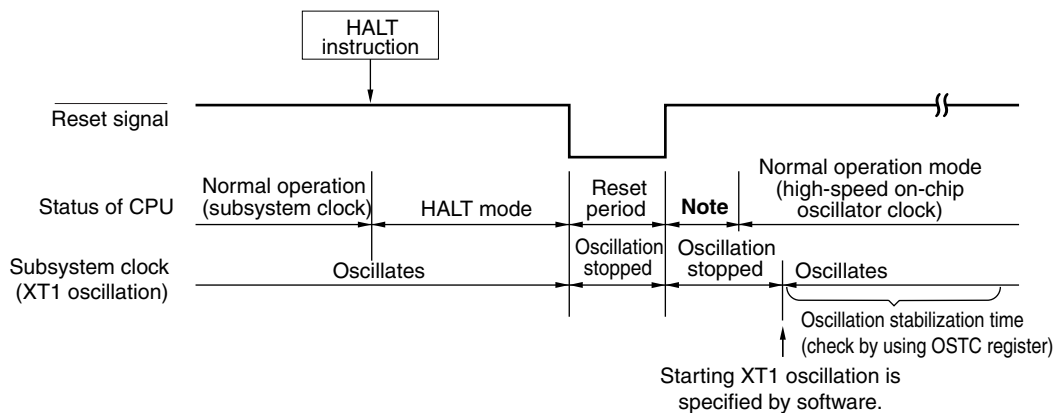 HALT
instruction
Reset signal
Normal operation
(subsystem clock)
HALT mode
Reset
period
Note
Normal operation mode
(high-speed on-chip
oscillator clock)
Status of CPU
Subsystem clock
(XT1 oscillation)
Oscillates
Oscillation
stopped
Oscillation
stopped
Oscillates
Oscillation stabilization time
(check by using OSTC register)
Starting XT1 oscillation is
specified by software.